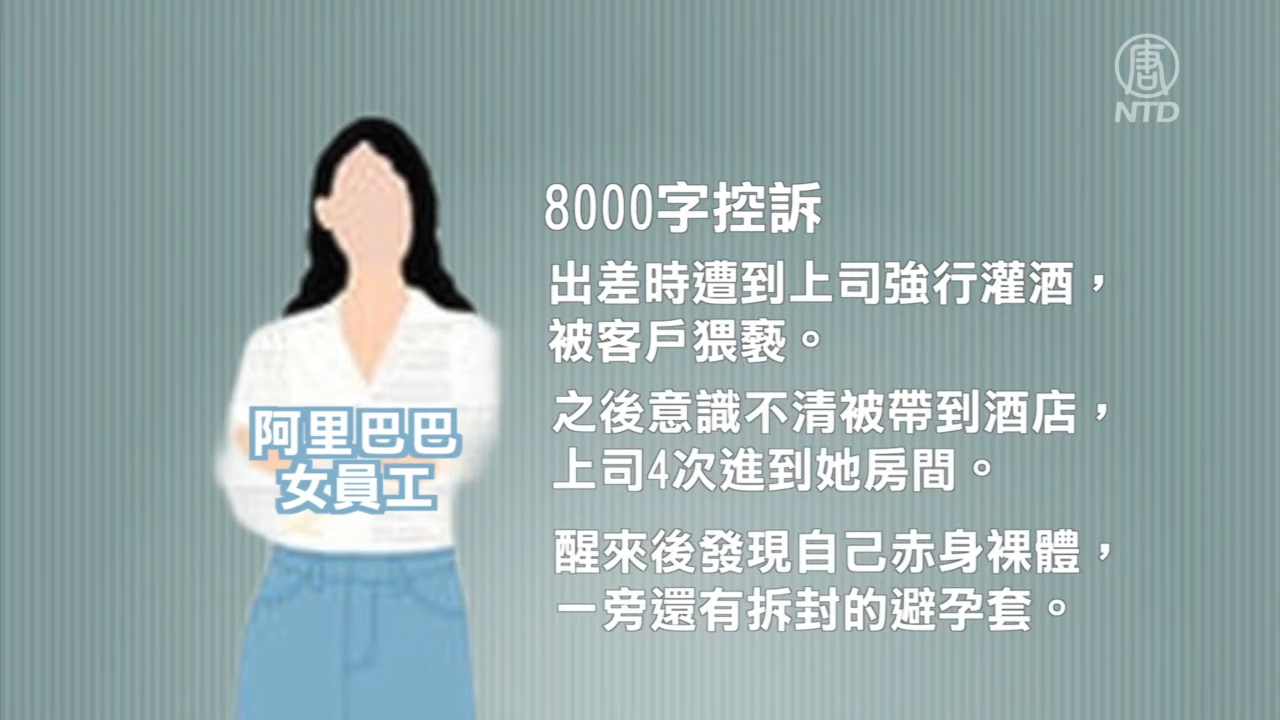 唐
NTD
8000字控訴
出差時遭到上司強行灌酒，
被客戶猥褻。
之後意識不清被帶到酒店，
上司4次進到她房間。
阿里巴巴
女員工
醒來後發現自己赤身裸體，
一旁還有拆封的避孕套。